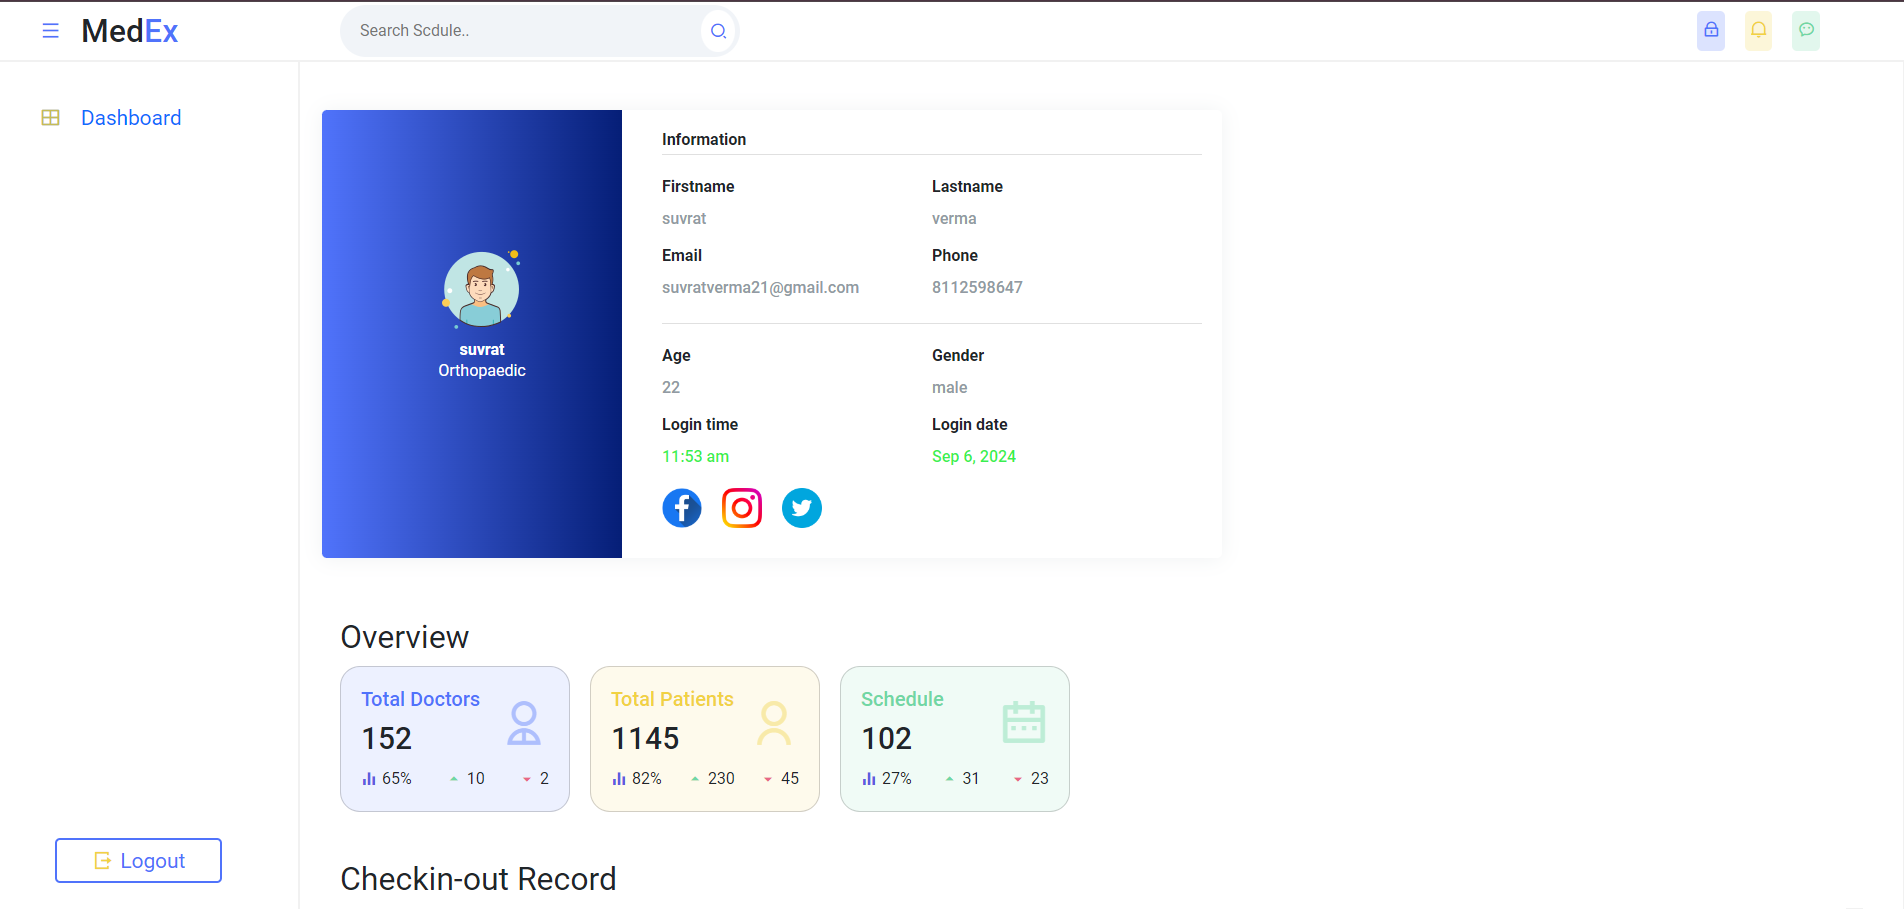 MedEx
Search Scdule..
Dashboard
Information
Firstname Lastname
suvrat verma
Email Phone
suvratverma21@gmail.com 8112598647
suvrat
Orthopaedic
Age Gender
22 male
Login time Login date
11:53 am Sep 6, 2024
Overview
Total Doctors Total Patients Schedule
152 1145 102
65% 10 2 82% 230 45 27% 31 23
Logout
Checkin-out Record